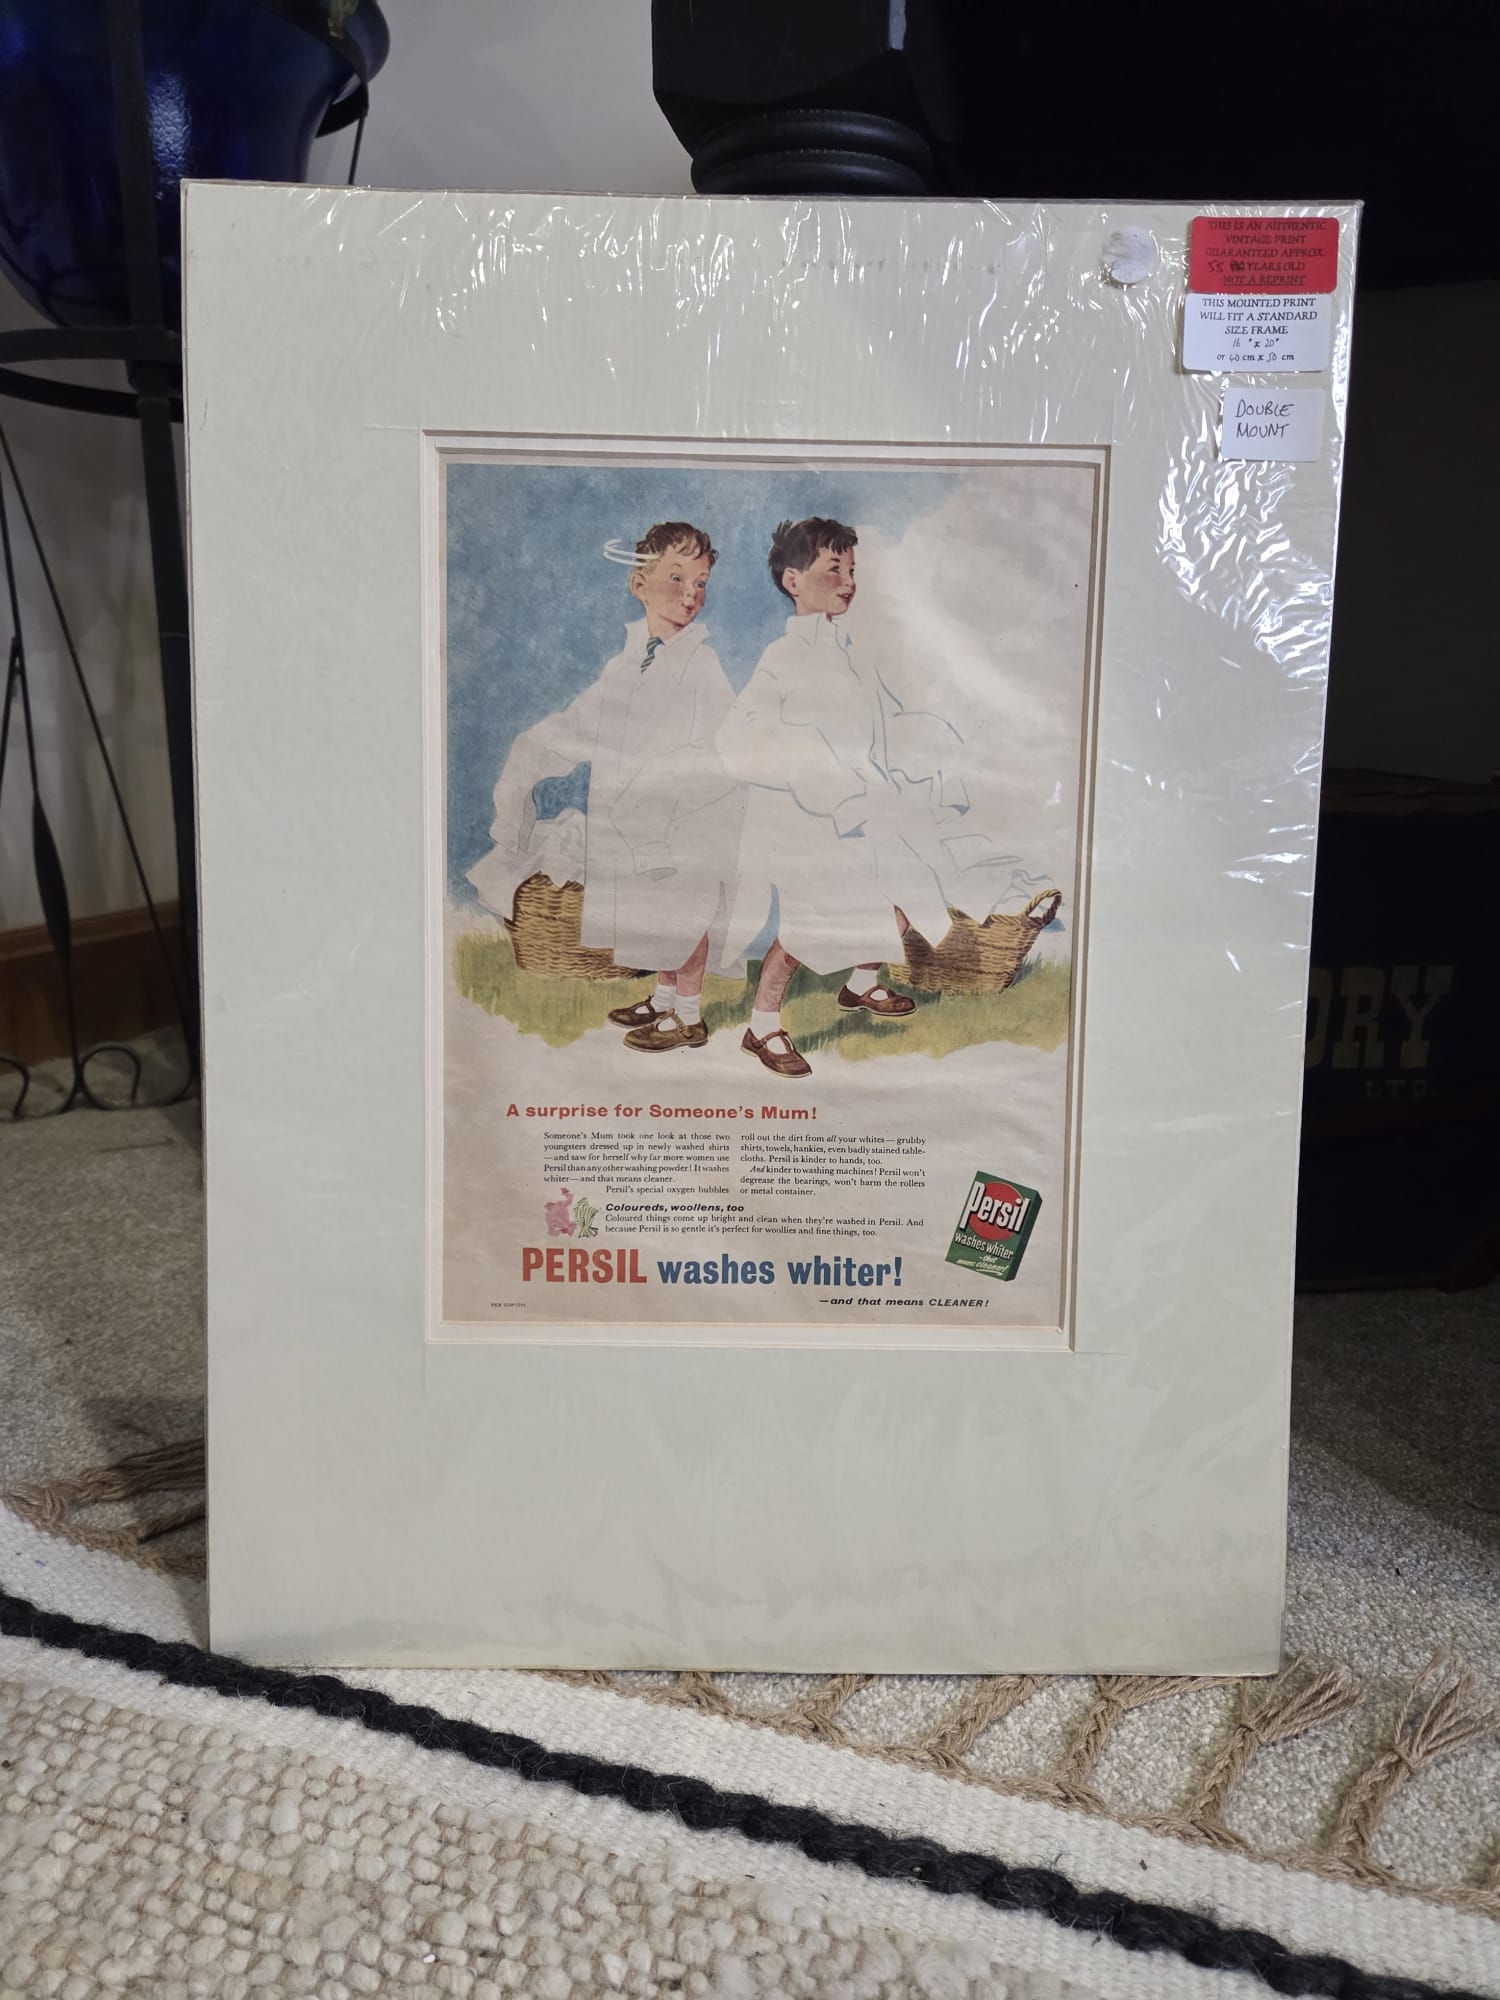 THIS IS AN AUTHENTIC
VINTAGE PRINT
GUARANTEED APPROX.
55 YEARS OLD
NOT A REPRINT
THIS MOUNTED PRINT
WILL FIT A STANDARD
SIZE FRAME
16 " x 20"
or 40 cm x 50 cm
DOUBLE
MOUNT
A surprise for Someone's Mum!
Someone's Mum took one look at those two
youngsters dressed up in newly washed shirts
—and saw for herself why far more women use
Persil than any other washing powder! It washes
whiter—and that means cleaner.
Persil's special oxygen bubbles
roll out the dirt from all your whites—grubby
shirts, towels, hankies, even badly stained table-
cloths. Persil is kinder to hands, too.
And kinder to washing machines! Persil won't
degrease the bearings, won't harm the rollers
or metal container.
Coloureds, woollens, too
Coloured things come up bright and clean when they're washed in Persil. And
because Persil is so gentle it's perfect for woollies and fine things, too.
Persil
washes whiter
-that
means cleaner!
PERSIL washes whiter!
—and that means CLEANER!
DRY
LTD.